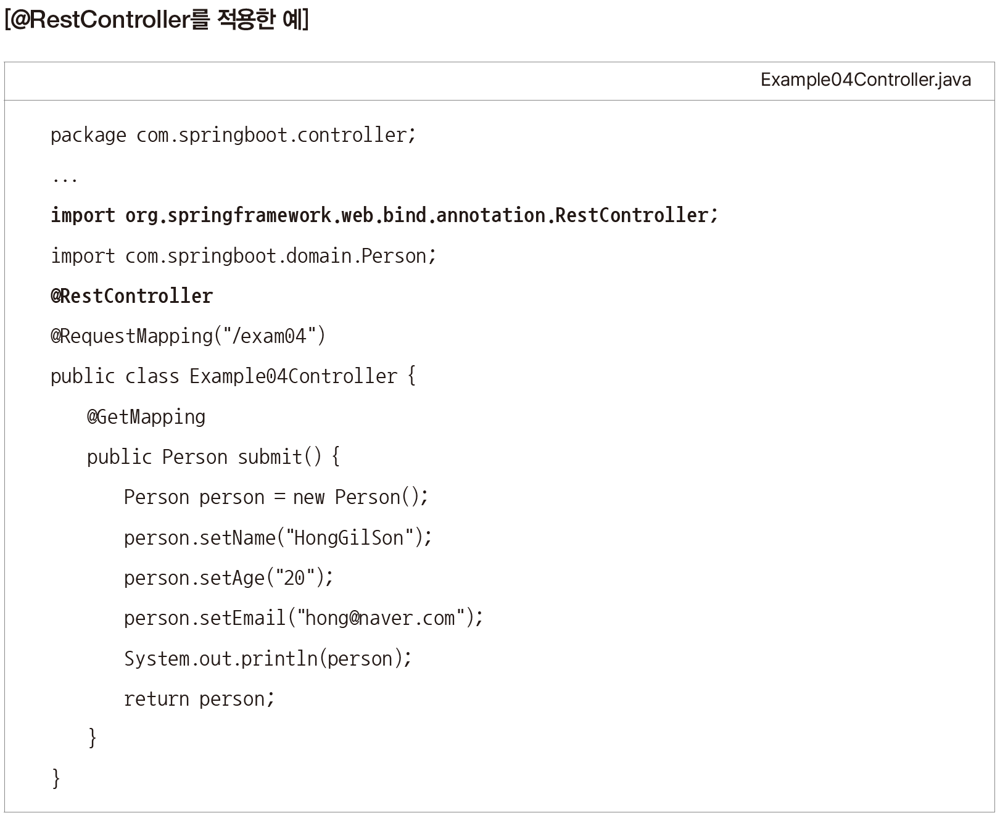 [@RestController를 적용한 예]
Example04Controller.java
package com.springboot.controller;
...
import org.springframework.web.bind.annotation.RestController;
import com.springboot.domain.Person;
@RestController
@RequestMapping("/exam04")
public class Example04Controller {
@GetMapping
public Person submit() {
Person person = new Person();
person.setName("HongGilSon");
person.setAge("20");
person.setEmail("hong@naver.com");
System.out.println(person);
return person;
}
}